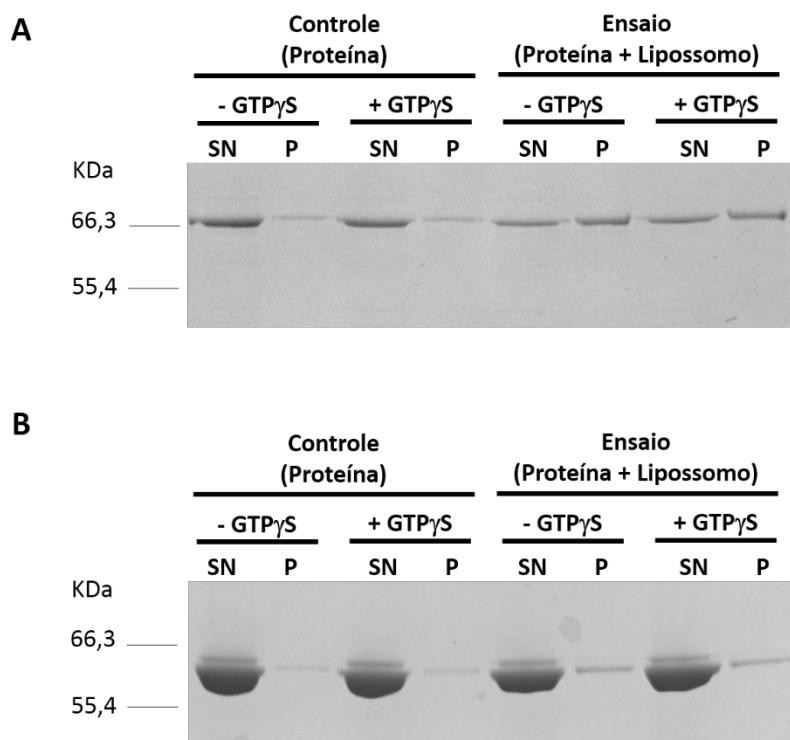 A
Controle
(Proteína)
Ensaio
(Proteína + Lipossomo)
- GTPγS
+ GTPγS
- GTPγS
+ GTPγS
SN P SN P SN P SN P
KDa
66,3
55,4
B
Controle
(Proteína)
Ensaio
(Proteína + Lipossomo)
- GTPγS
+ GTPγS
- GTPγS
+ GTPγS
SN P SN P SN P SN P
KDa
66,3
55,4